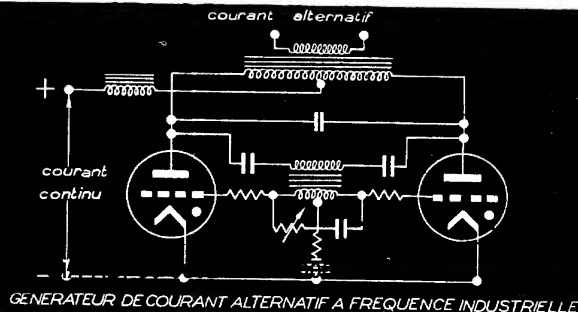 courant alternatif
+
courant
continu
-
GENERATEUR DE COURANT ALTERNATIF A FREQUENCE INDUSTRIELLE